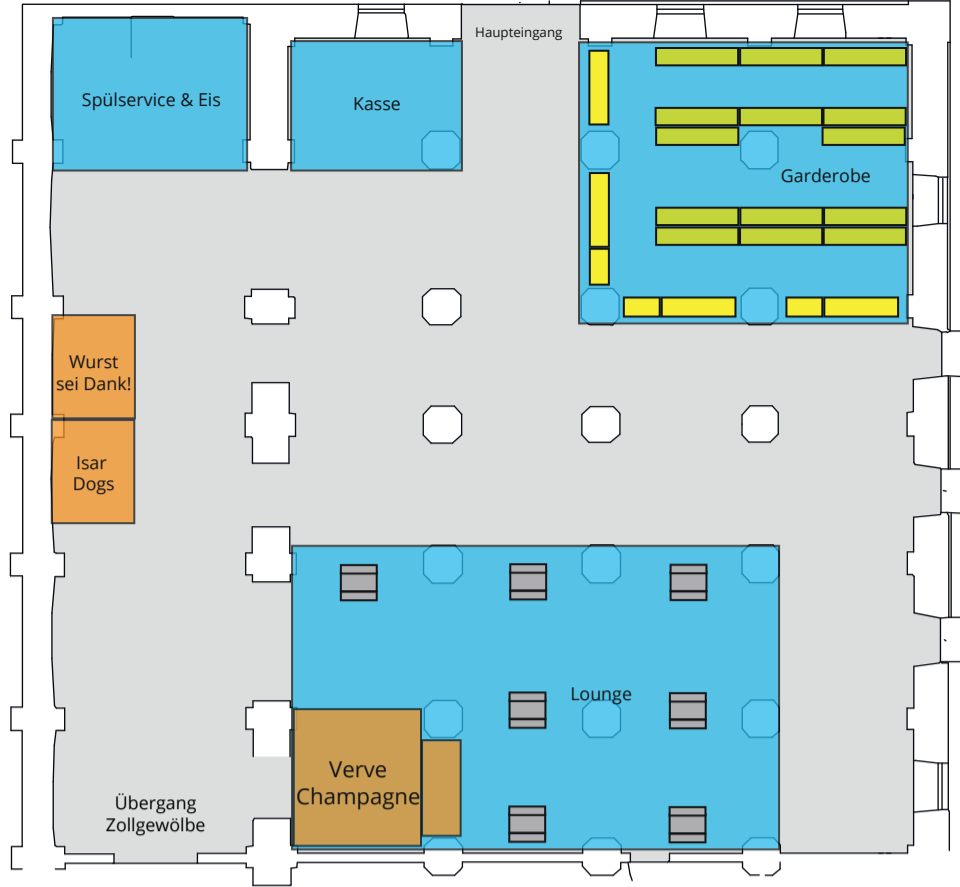 Haupteingang
Spülservice & Eis
Kasse
Garderobe
Wurst
sei Dank!
Isar
Dogs
Lounge
Verve
Champagne
Übergang
Zollgewölbe